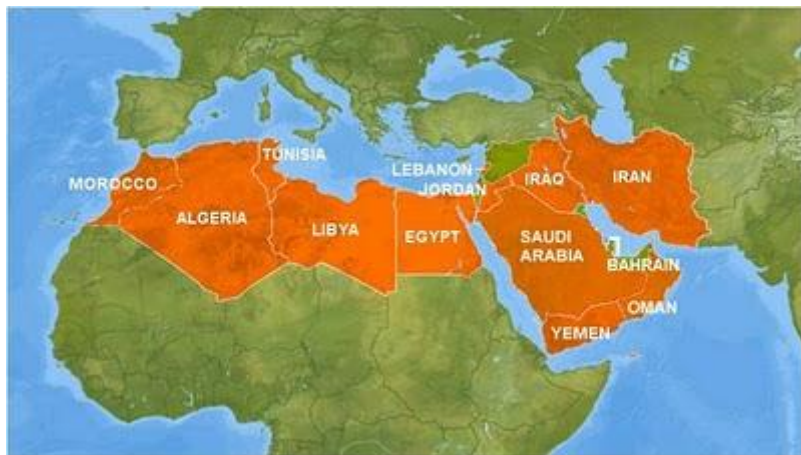 TUNISIA
LEBANON
MOROCCO
JORDAN
IRAQ
IRAN
ALGERIA
LIBYA
EGYPT
SAUDI
ARABIA
BAHRAIN
OMAN
YEMEN